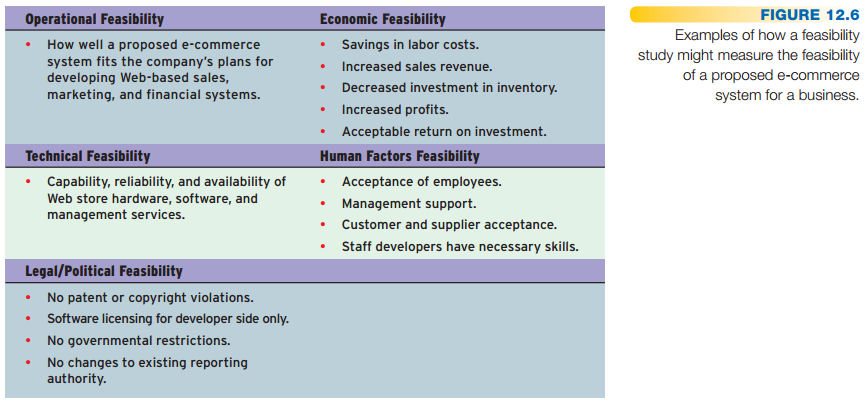 Operational Feasibility
• How well a proposed e-commerce
system fits the company's plans for
developing Web-based sales,
marketing, and financial systems.
Economic Feasibility
• Savings in labor costs.
• Increased sales revenue.
• Decreased investment in inventory.
• Increased profits.
• Acceptable return on investment.
Technical Feasibility
• Capability, reliability, and availability of
Web store hardware, software, and
management services.
Human Factors Feasibility
• Acceptance of employees.
• Management support.
• Customer and supplier acceptance.
• Staff developers have necessary skills.
Legal/Political Feasibility
• No patent or copyright violations.
• Software licensing for developer side only.
• No governmental restrictions.
• No changes to existing reporting
authority.
FIGURE 12.6
Examples of how a feasibility
study might measure the feasibility
of a proposed e-commerce
system for a business.